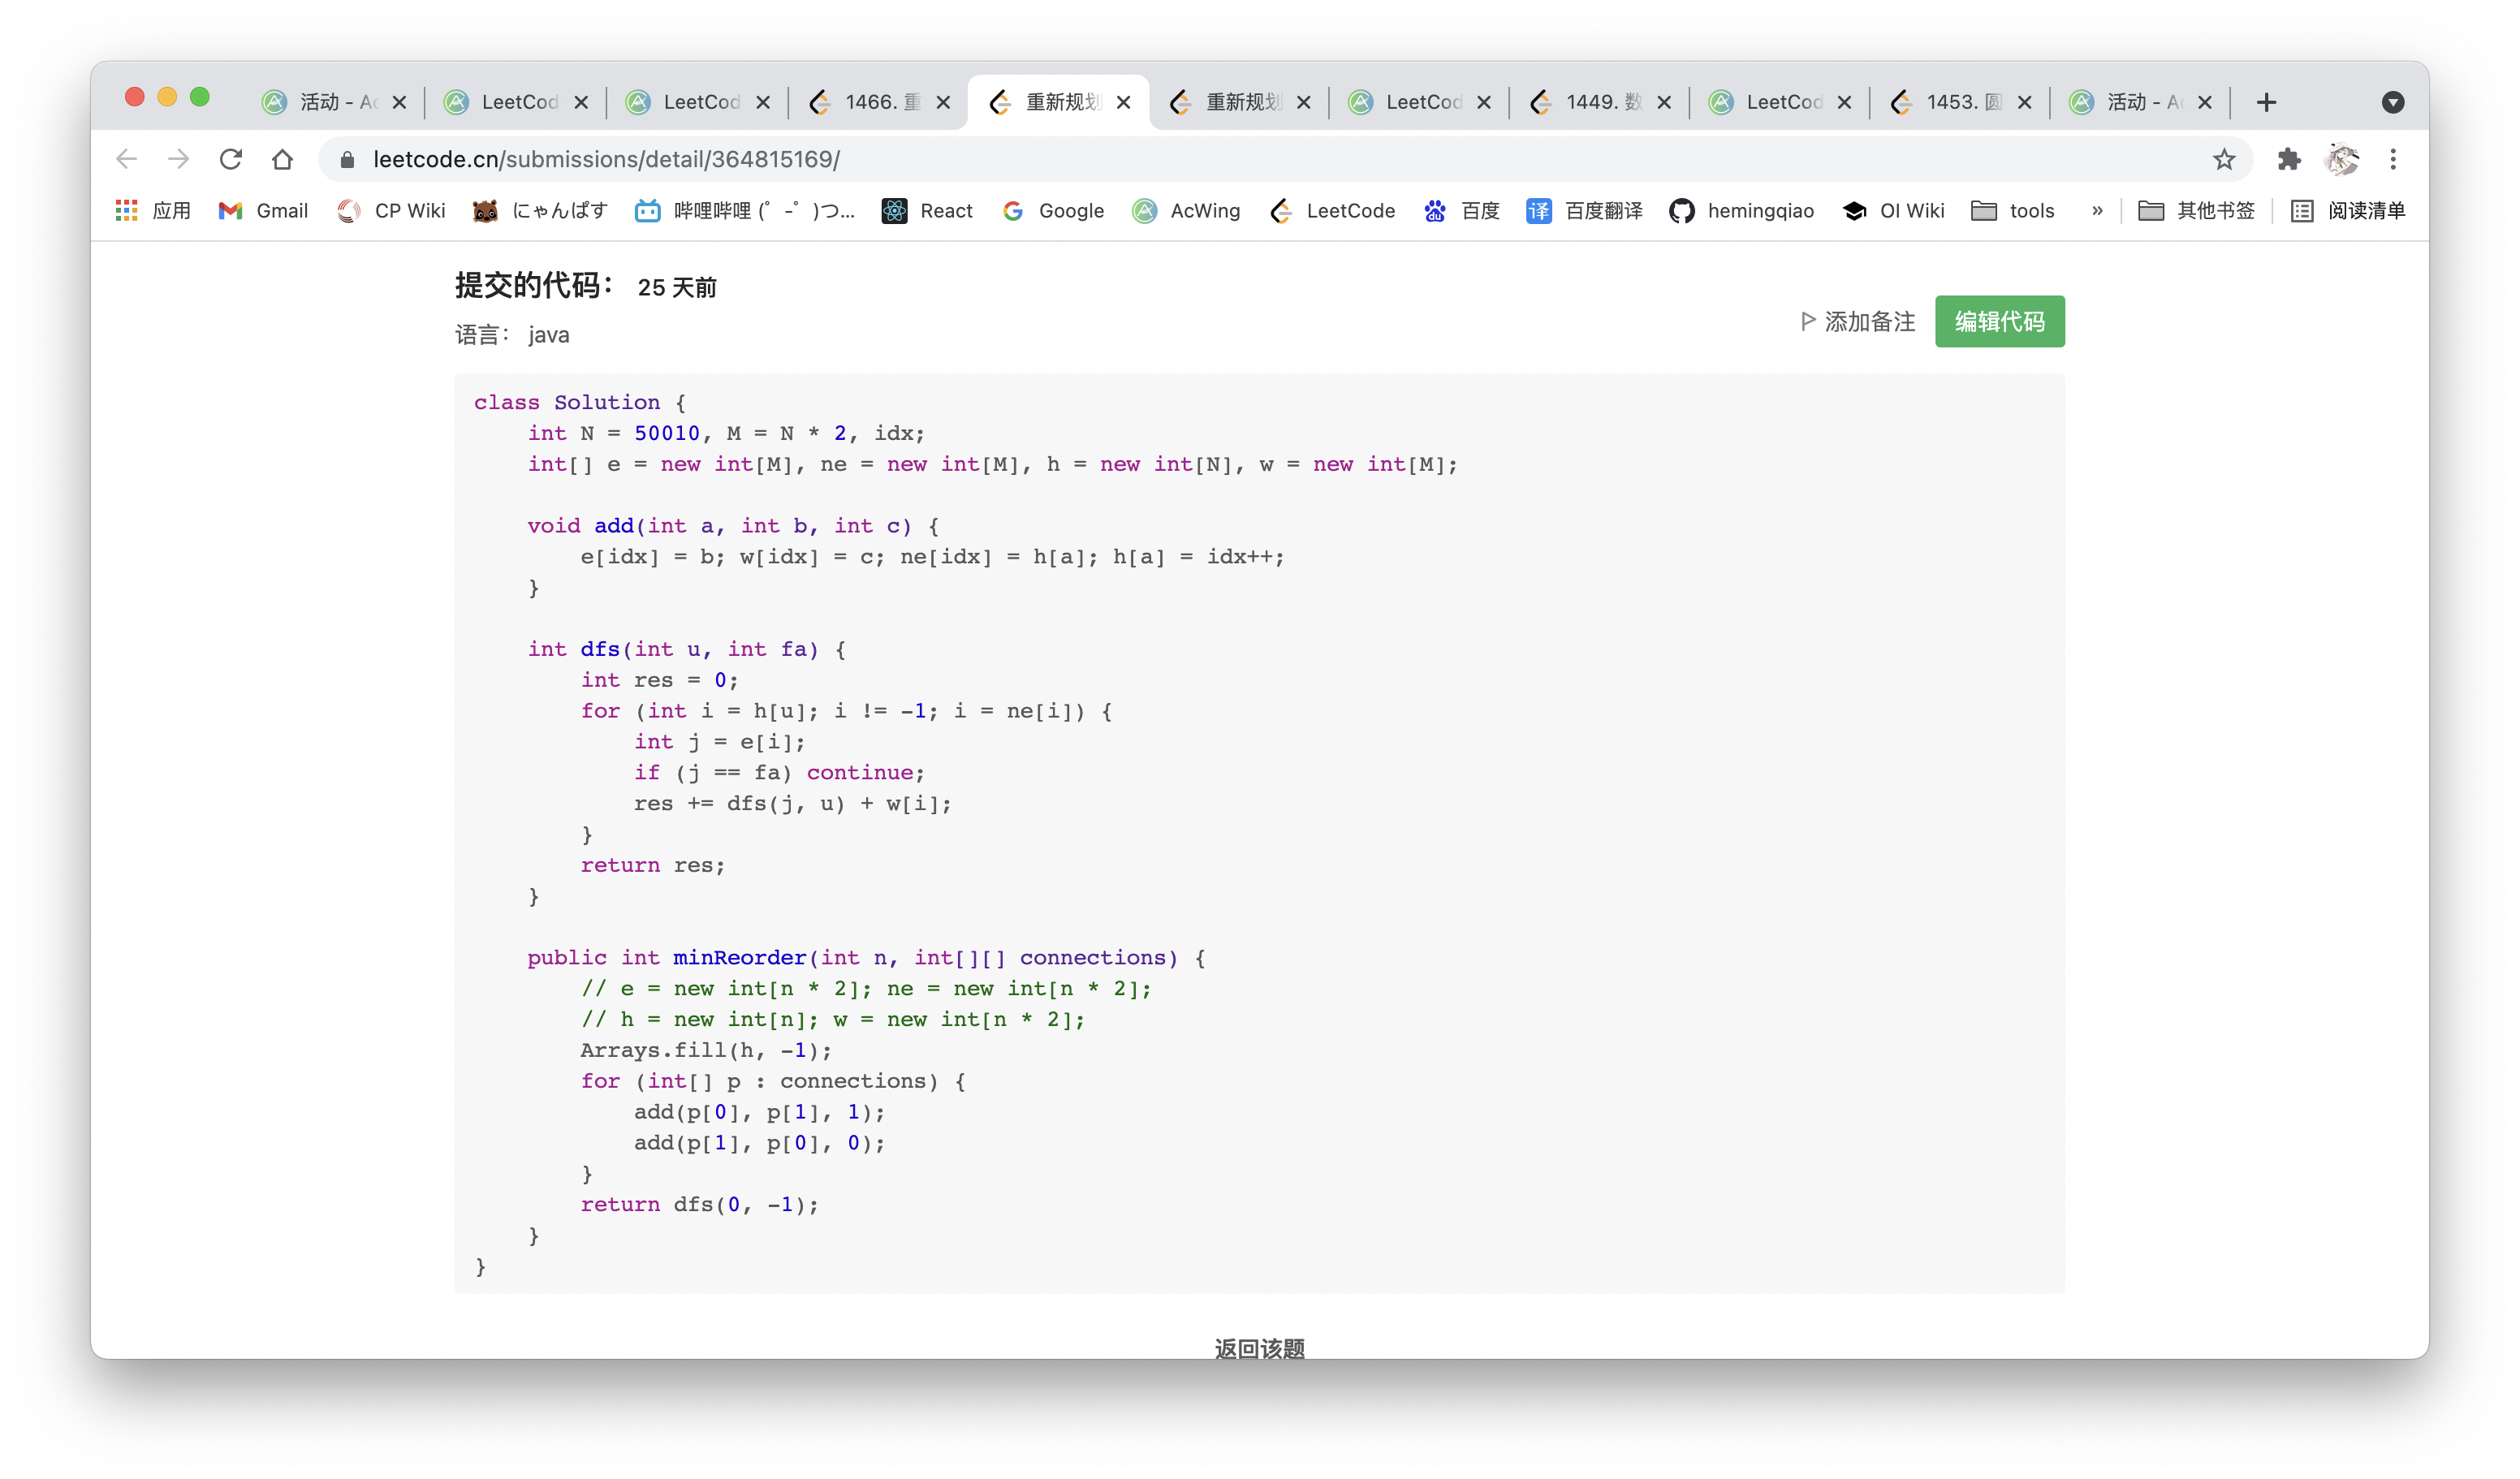 活动 - Ac
LeetCod
LeetCod
1466. 重
重新规划
重新规划
LeetCod
1449. 数
LeetCod
1453. 圆
活动 - Ac
leetcode.cn/submissions/detail/364815169/
应用 Gmail CP Wiki にゃんぱす 哔哩哔哩 (゜-゜)つ... React Google AcWing LeetCode 百度 译 百度翻译 hemingqiao OI Wiki tools » 其他书签 阅读清单
提交的代码： 25 天前
语言： java
添加备注 编辑代码
class Solution {
    int N = 50010, M = N * 2, idx;
    int[] e = new int[M], ne = new int[M], h = new int[N], w = new int[M];

    void add(int a, int b, int c) {
        e[idx] = b; w[idx] = c; ne[idx] = h[a]; h[a] = idx++;
    }

    int dfs(int u, int fa) {
        int res = 0;
        for (int i = h[u]; i != -1; i = ne[i]) {
            int j = e[i];
            if (j == fa) continue;
            res += dfs(j, u) + w[i];
        }
        return res;
    }

    public int minReorder(int n, int[][] connections) {
        // e = new int[n * 2]; ne = new int[n * 2];
        // h = new int[n]; w = new int[n * 2];
        Arrays.fill(h, -1);
        for (int[] p : connections) {
            add(p[0], p[1], 1);
            add(p[1], p[0], 0);
        }
        return dfs(0, -1);
    }
}
返回该题